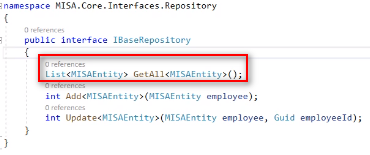 namespace MISA.Core.Interfaces.Repository
{
0 references
public interface IBaseRepository
{
0 references
List<MISAEntity> GetAll<MISAEntity>();
0 references
int Add<MISAEntity>(MISAEntity employee);
0 references
int Update<MISAEntity>(MISAEntity employee, Guid employeeId);
}
}